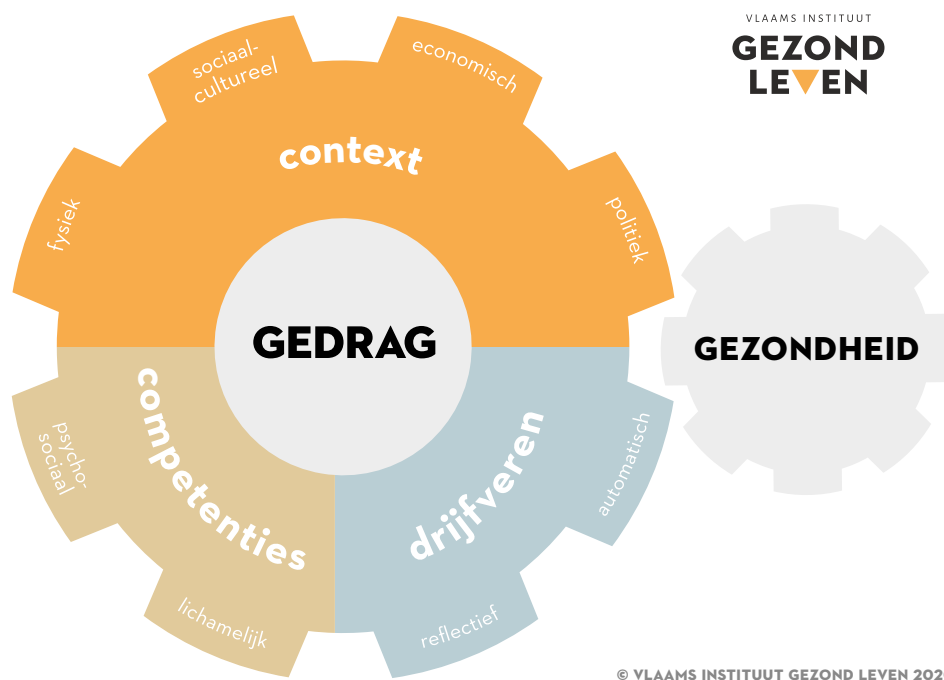 VLAAMS INSTITUUT
GEZOND
LEVEN
sociaal-
cultureel
economisch
fysiek
context
politiek
GEDRAG
GEZONDHEID
psycho-
sociaal
competenties
drijfveren
automatisch
lichamelijk
reflectief
© VLAAMS INSTITUUT GEZOND LEVEN 202